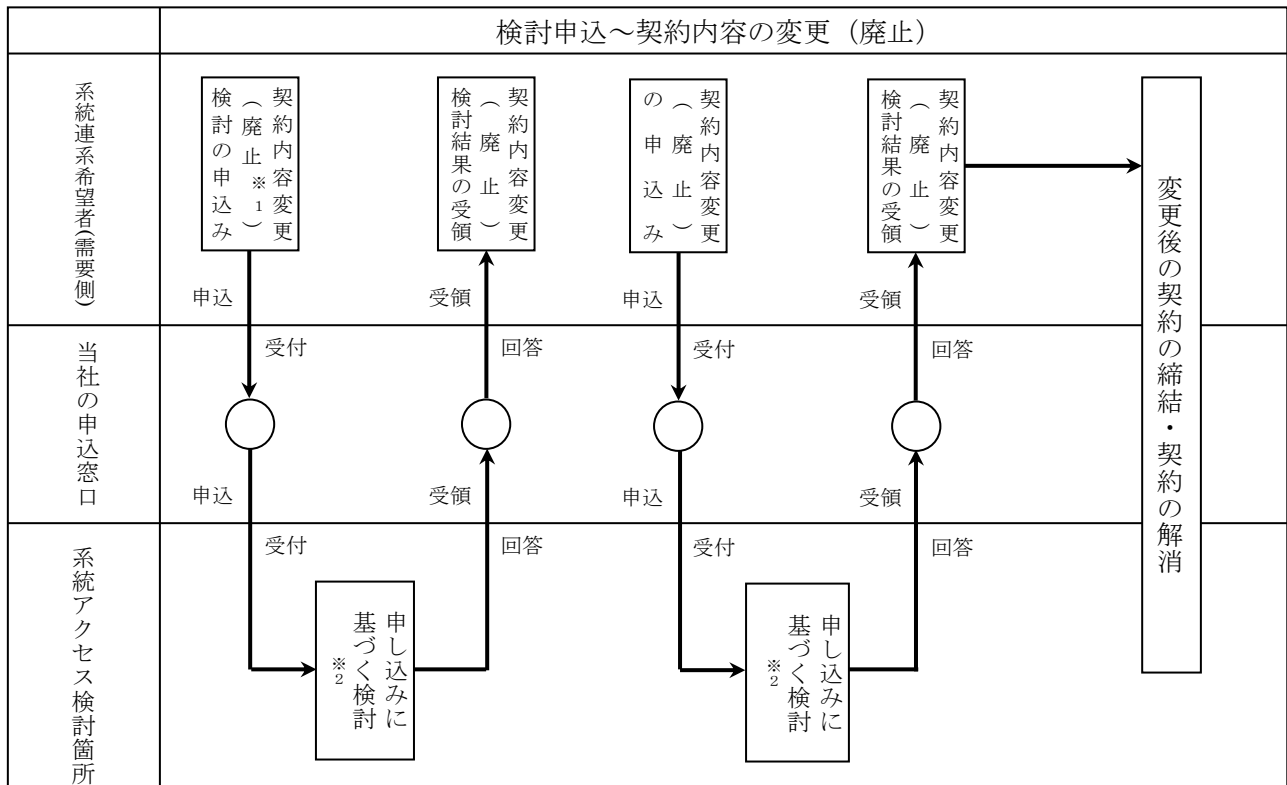 検討申込~契約内容の変更(廃止)
系統連系希望者(需要側)
契約内容変更
(廃止※1)
検討の申込み
契約内容変更
(廃止)
検討結果の受領
契約内容変更
(廃止)
の申込み
契約内容変更
(廃止)
検討結果の受領
変更後の契約の締結・契約の解消
申込
受領
申込
受領
当社の申込窓口
受付
回答
受付
回答
申込
受領
申込
受領
系統アクセス検討箇所
受付
回答
受付
回答
申し込みに
基づく検討
※2
申し込みに
基づく検討
※2